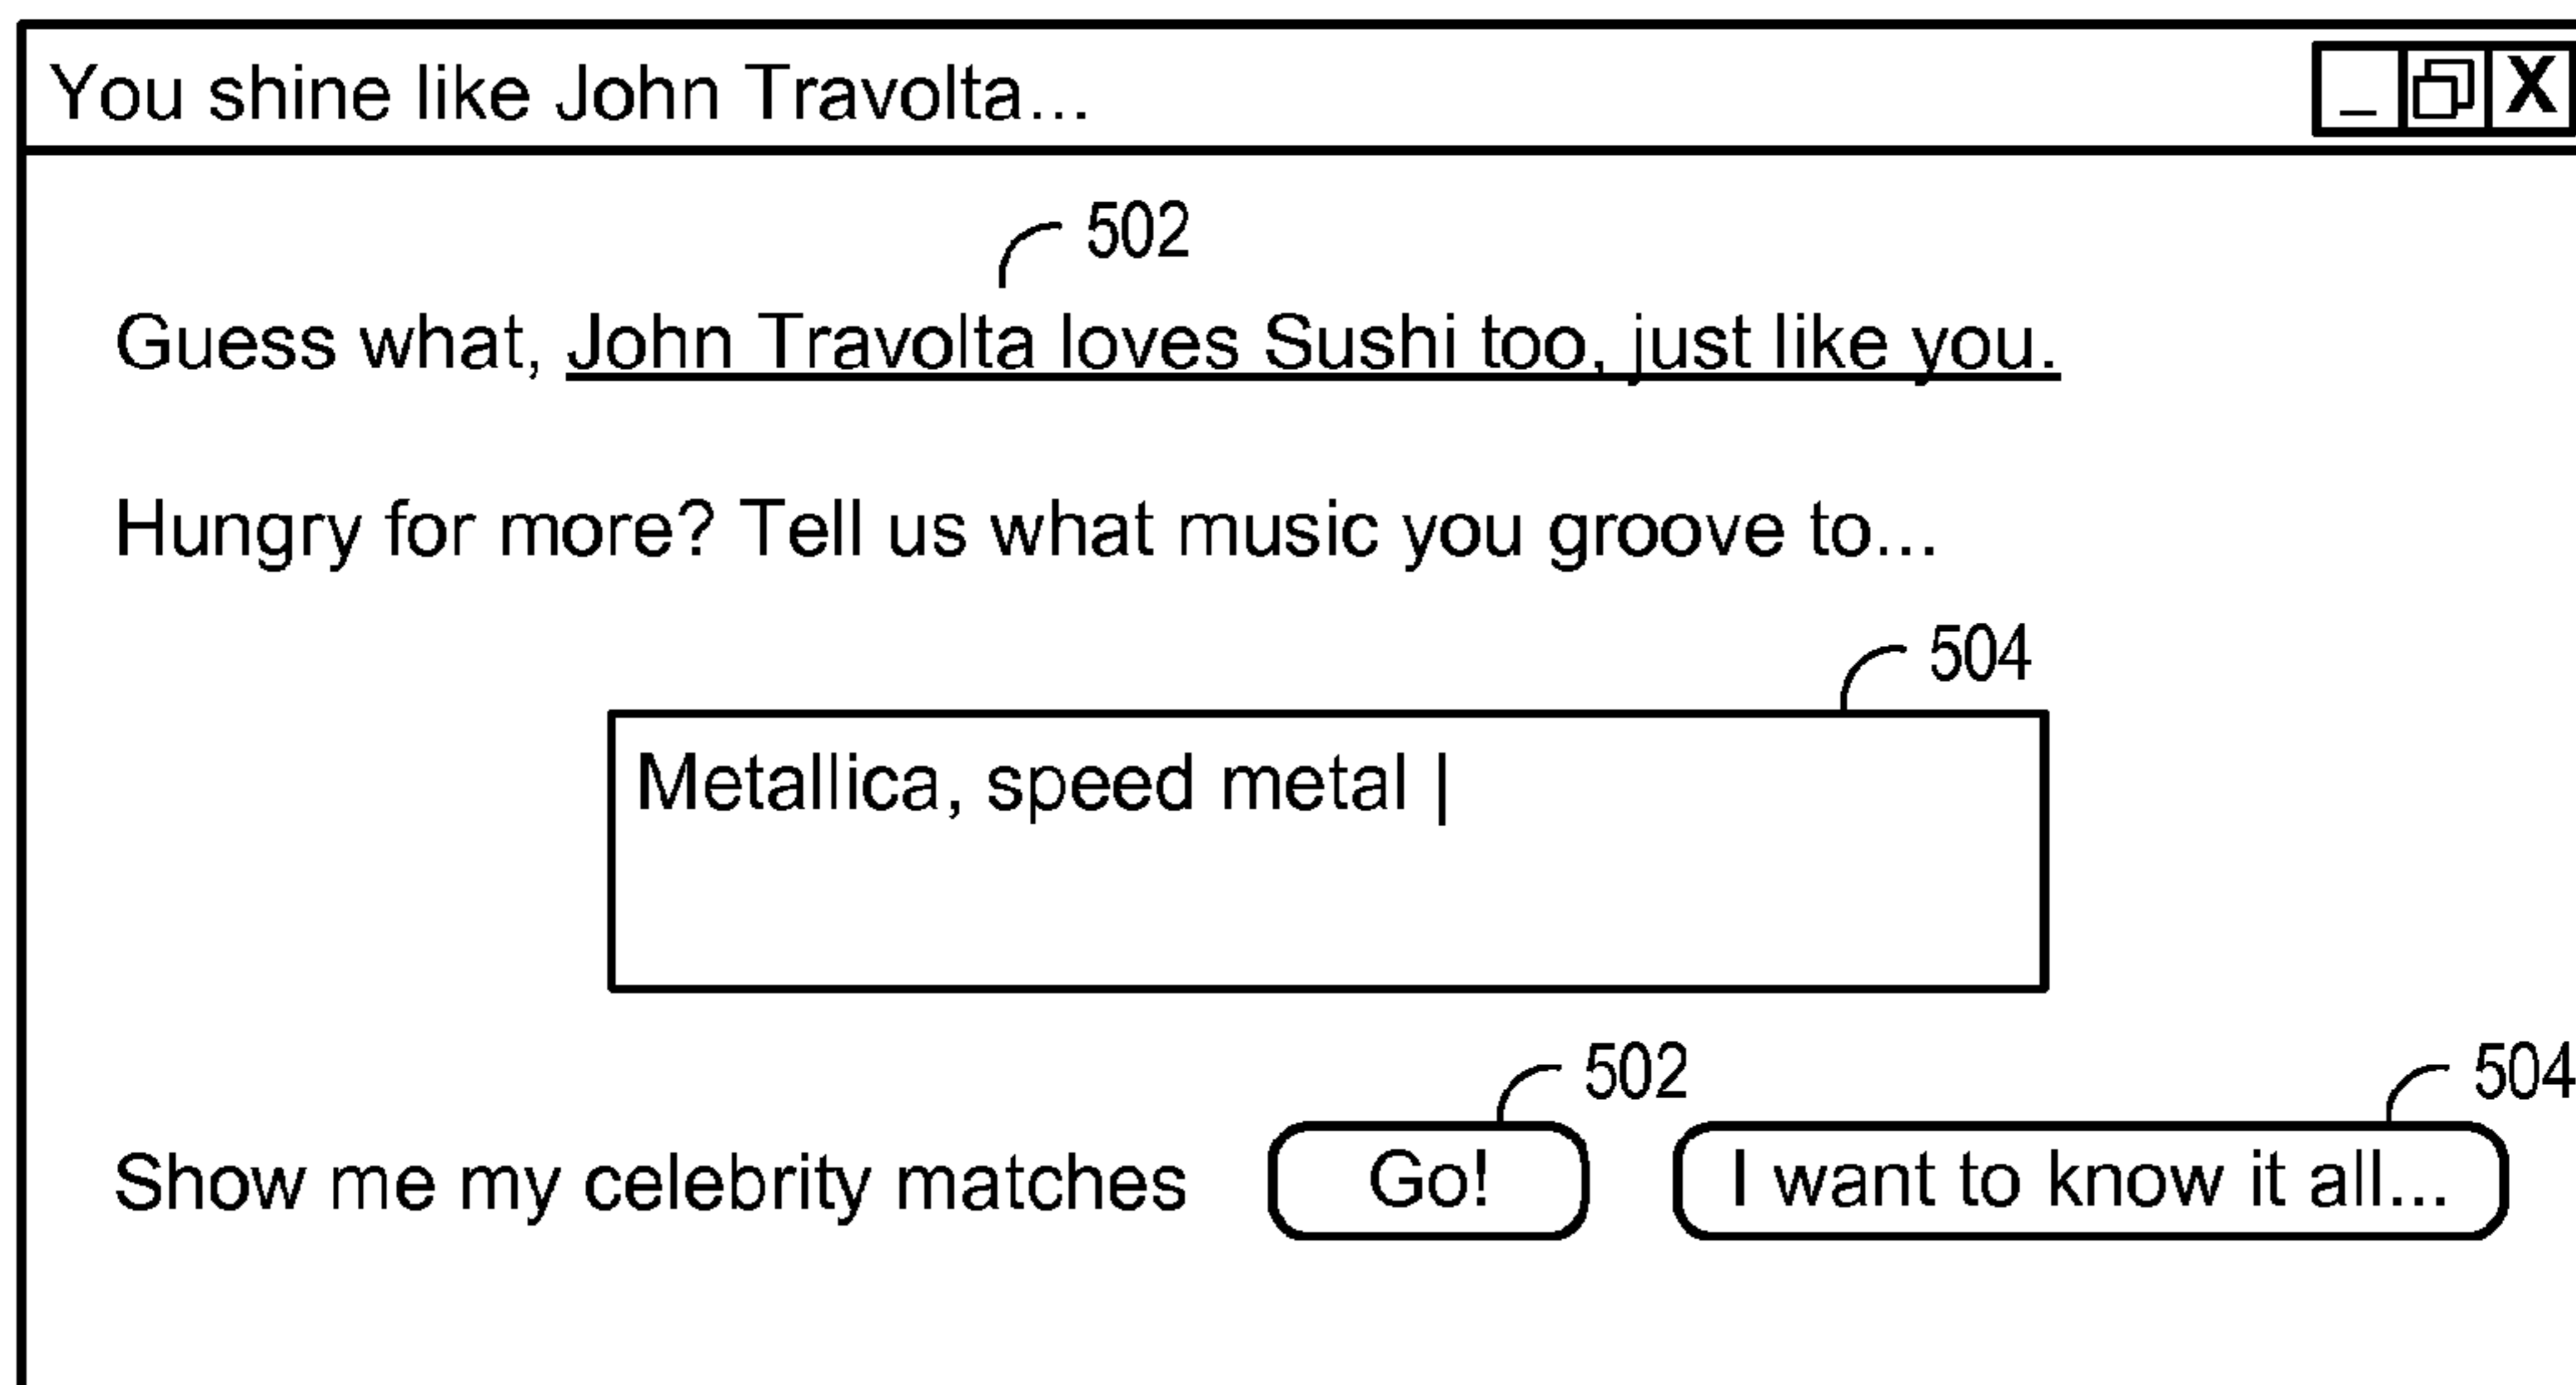 You shine like John Travolta...
_ X
502
Guess what, John Travolta loves Sushi too, just like you.
Hungry for more? Tell us what music you groove to...
504
Metallica, speed metal |
502 504
Show me my celebrity matches Go! I want to know it all...